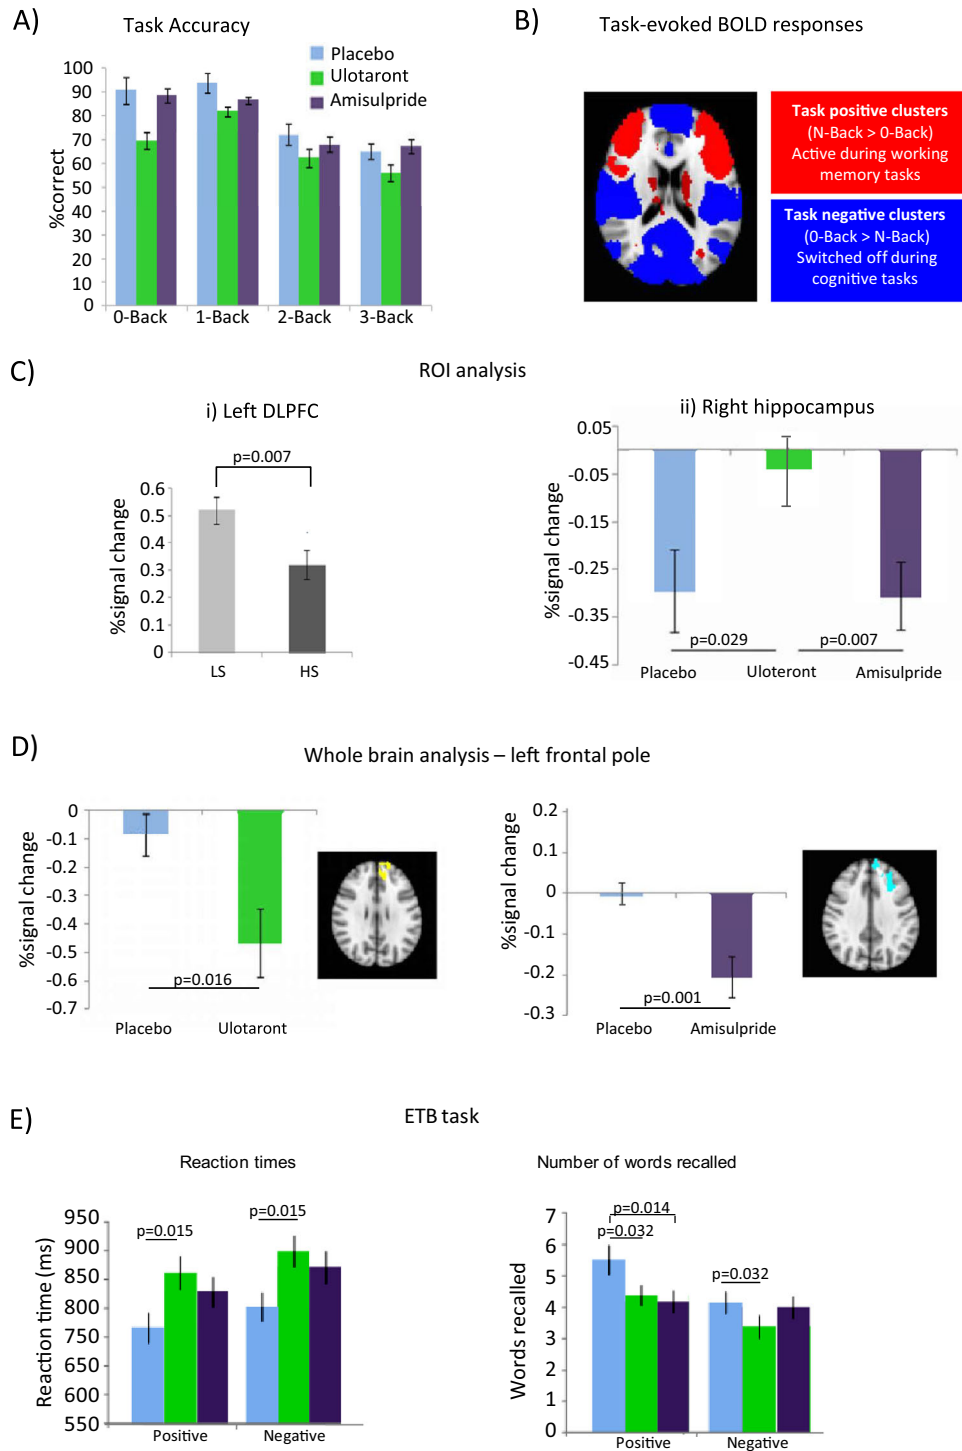 A)
Task Accuracy
Placebo
Ulotaront
Amisulpride
%correct
100
90
80
70
60
50
40
30
20
10
0
0-Back
1-Back
2-Back
3-Back
B)
Task-evoked BOLD responses
Task positive clusters
(N-Back > 0-Back)
Active during working
memory tasks
Task negative clusters
(0-Back > N-Back)
Switched off during
cognitive tasks
C)
ROI analysis
i) Left DLPFC
p=0.007
%signal change
0.6
0.5
0.4
0.3
0.2
0.1
0
LS
HS
ii) Right hippocampus
%signal change
0.05
-0.05
-0.15
-0.25
-0.35
-0.45
p=0.029
p=0.007
Placebo
Uloteront
Amisulpride
D)
Whole brain analysis – left frontal pole
%signal change
0
-0.1
-0.2
-0.3
-0.4
-0.5
-0.6
-0.7
p=0.016
Placebo
Ulotaront
%signal change
0.2
0.1
0
-0.1
-0.2
-0.3
p=0.001
Placebo
Amisulpride
E)
ETB task
Reaction times
Reaction time (ms)
950
900
850
800
750
650
600
550
p=0.015
p=0.015
Positive
Negative
Number of words recalled
Words recalled
7
6
5
4
3
2
1
0
p=0.014
p=0.032
p=0.032
Positive
Negative